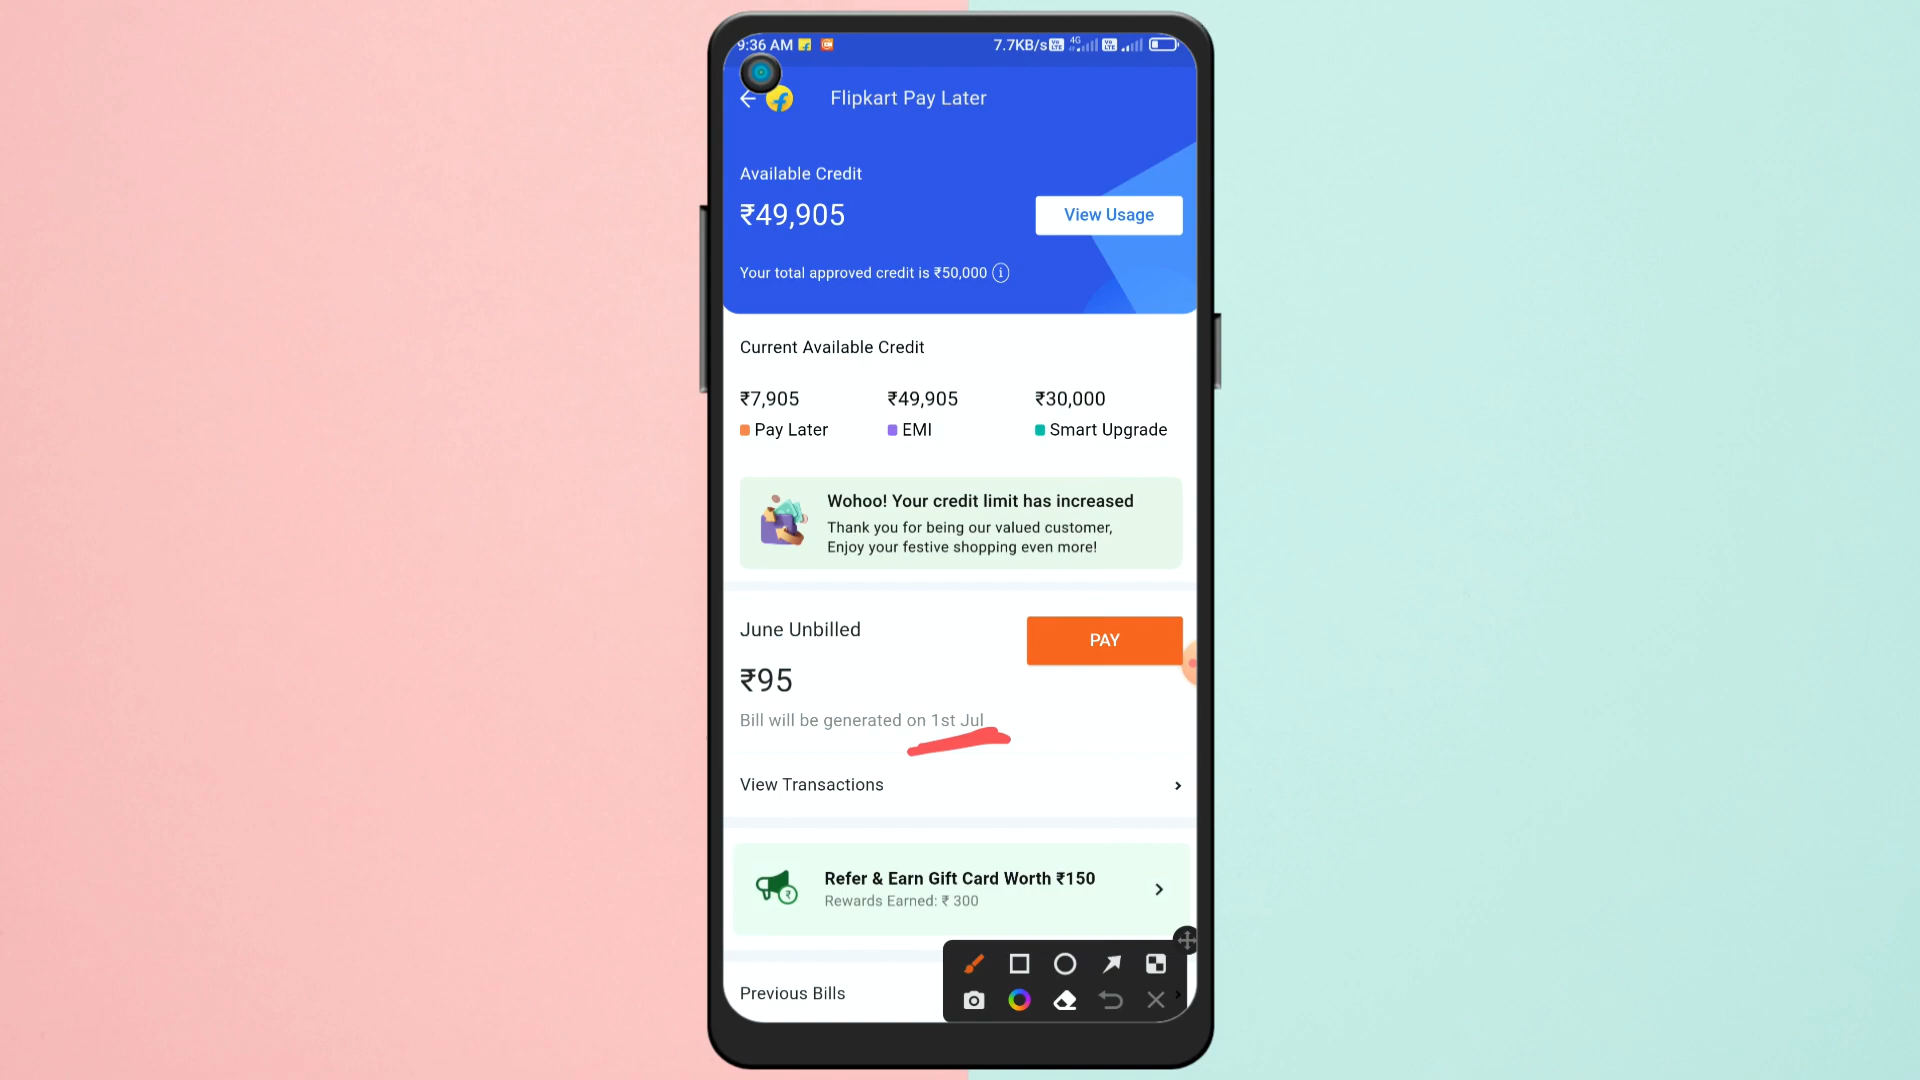 9:36 AM 7.7KB/s 4G
Flipkart Pay Later
Available Credit
₹49,905
View Usage
Your total approved credit is ₹50,000
Current Available Credit
₹7,905 ₹49,905 ₹30,000
Pay Later EMI Smart Upgrade
Wohoo! Your credit limit has increased
Thank you for being our valued customer,
Enjoy your festive shopping even more!
June Unbilled
PAY
₹95
Bill will be generated on 1st Jul
View Transactions
Refer & Earn Gift Card Worth ₹150
Rewards Earned: ₹ 300
Previous Bills